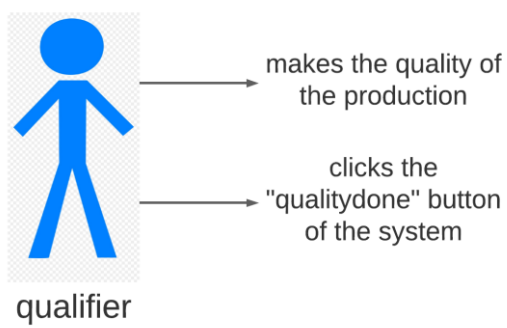 makes the quality of
the production
clicks the
"qualitydone" button
of the system
qualifier